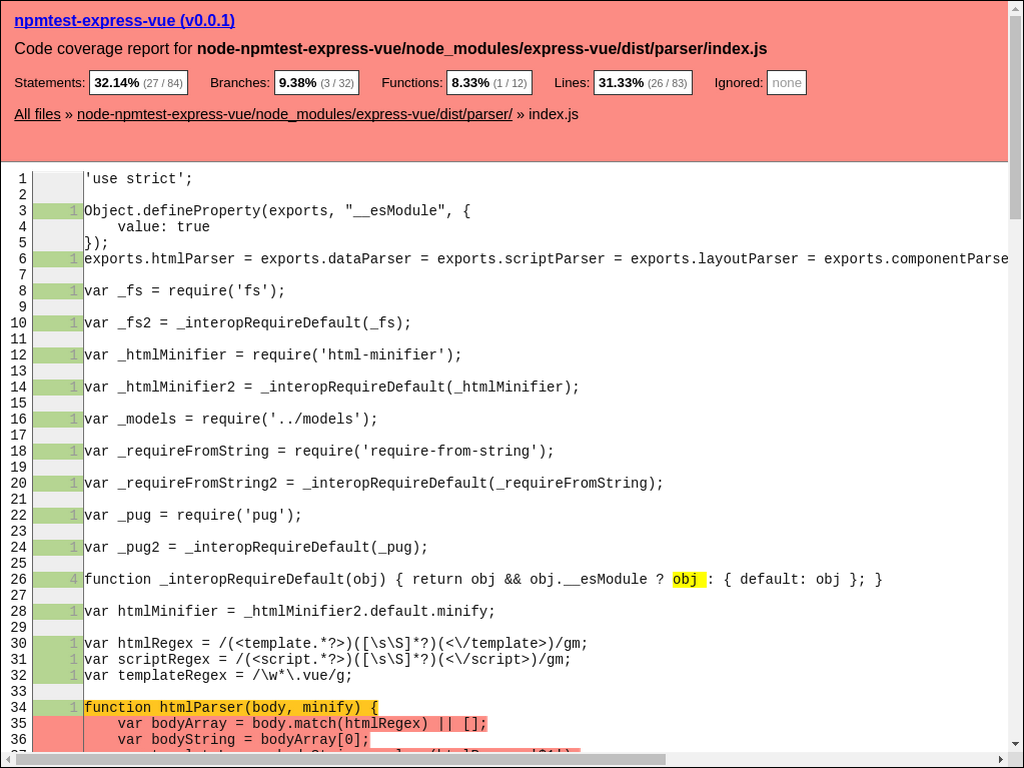 npmtest-express-vue (v0.0.1)
Code coverage report for node-npmtest-express-vue/node_modules/express-vue/dist/parser/index.js
Statements: 32.14% (27 / 84) Branches: 9.38% (3 / 32) Functions: 8.33% (1 / 12) Lines: 31.33% (26 / 83) Ignored: none
All files » node-npmtest-express-vue/node_modules/express-vue/dist/parser/ » index.js
1 'use strict';
2
3 1 Object.defineProperty(exports, "__esModule", {
4     value: true
5 });
6 1 exports.htmlParser = exports.dataParser = exports.scriptParser = exports.layoutParser = exports.componentParse
7
8 1 var _fs = require('fs');
9
10 1 var _fs2 = _interopRequireDefault(_fs);
11
12 1 var _htmlMinifier = require('html-minifier');
13
14 1 var _htmlMinifier2 = _interopRequireDefault(_htmlMinifier);
15
16 1 var _models = require('../models');
17
18 1 var _requireFromString = require('require-from-string');
19
20 1 var _requireFromString2 = _interopRequireDefault(_requireFromString);
21
22 1 var _pug = require('pug');
23
24 1 var _pug2 = _interopRequireDefault(_pug);
25
26 4 function _interopRequireDefault(obj) { return obj && obj.__esModule ? obj : { default: obj }; }
27
28 1 var htmlMinifier = _htmlMinifier2.default.minify;
29
30 1 var htmlRegex = /(<template.*?>)([\s\S]*?)(<\/template>)/gm;
31 1 var scriptRegex = /(<script.*?>)([\s\S]*?)(<\/script>)/gm;
32 1 var templateRegex = /\w*\.vue/g;
33
34 1 function htmlParser(body, minify) {
35     var bodyArray = body.match(htmlRegex) || [];
36     var bodyString = bodyArray[0];